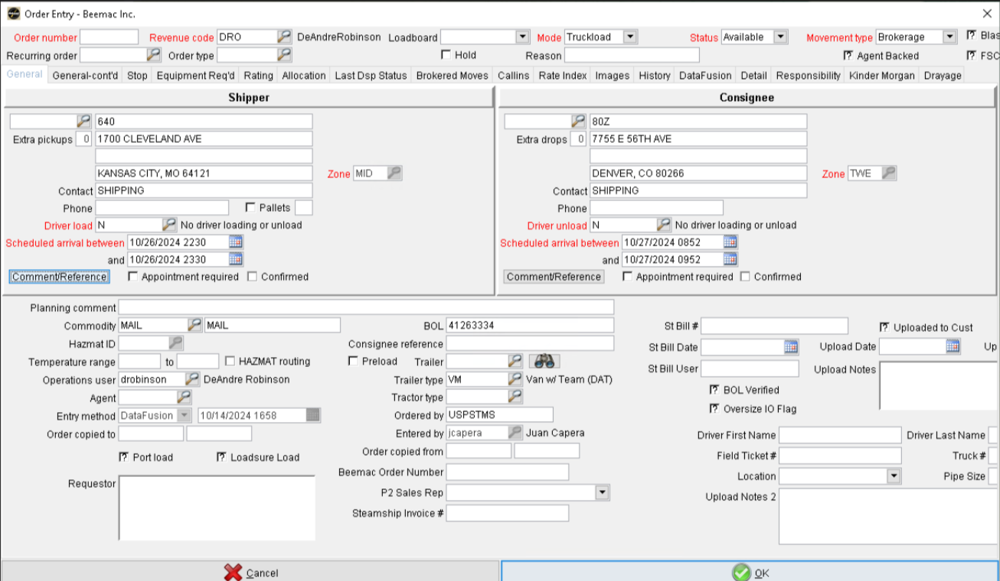 Order Entry - Beemac Inc.
Order number Revenue code DRO DeAndreRobinson Loadboard Mode Truckload Status Available Movement type Brokerage Blas
Recurring order Order type Hold Reason Agent Backed FSC
General General-cont'd Stop Equipment Req'd Rating Allocation Last Dsp Status Brokered Moves Callins Rate Index Images History DataFusion Detail Responsibility Kinder Morgan Drayage
Shipper
640
Extra pickups 0 1700 CLEVELAND AVE
KANSAS CITY, MO 64121 Zone MID
Contact SHIPPING
Phone Pallets
Driver load N No driver loading or unload
Scheduled arrival between 10/26/2024 2230
and 10/26/2024 2330
Comment/Reference Appointment required Confirmed
Consignee
80Z
Extra drops 0 7755 E 56TH AVE
DENVER, CO 80266 Zone TWE
Contact SHIPPING
Phone
Driver unload N No driver loading or unload
Scheduled arrival between 10/27/2024 0852
and 10/27/2024 0952
Comment/Reference Appointment required Confirmed
Planning comment
Commodity MAIL MAIL
Hazmat ID
Temperature range to HAZMAT routing
Operations user drobinson DeAndre Robinson
Agent
Entry method DataFusion 10/14/2024 1658
Order copied to
Port load Loadsure Load
Requestor
BOL 41263334
Consignee reference
Preload Trailer
Trailer type VM Van w/ Team (DAT)
Tractor type
Ordered by USPSTMS
Entered by jcapera Juan Capera
Order copied from
Beemac Order Number
P2 Sales Rep
Steamship Invoice #
St Bill # Uploaded to Cust
St Bill Date Upload Date Up
St Bill User Upload Notes
BOL Verified
Oversize IO Flag
Driver First Name Driver Last Name
Field Ticket # Truck #
Location Pipe Size
Upload Notes 2
Cancel OK